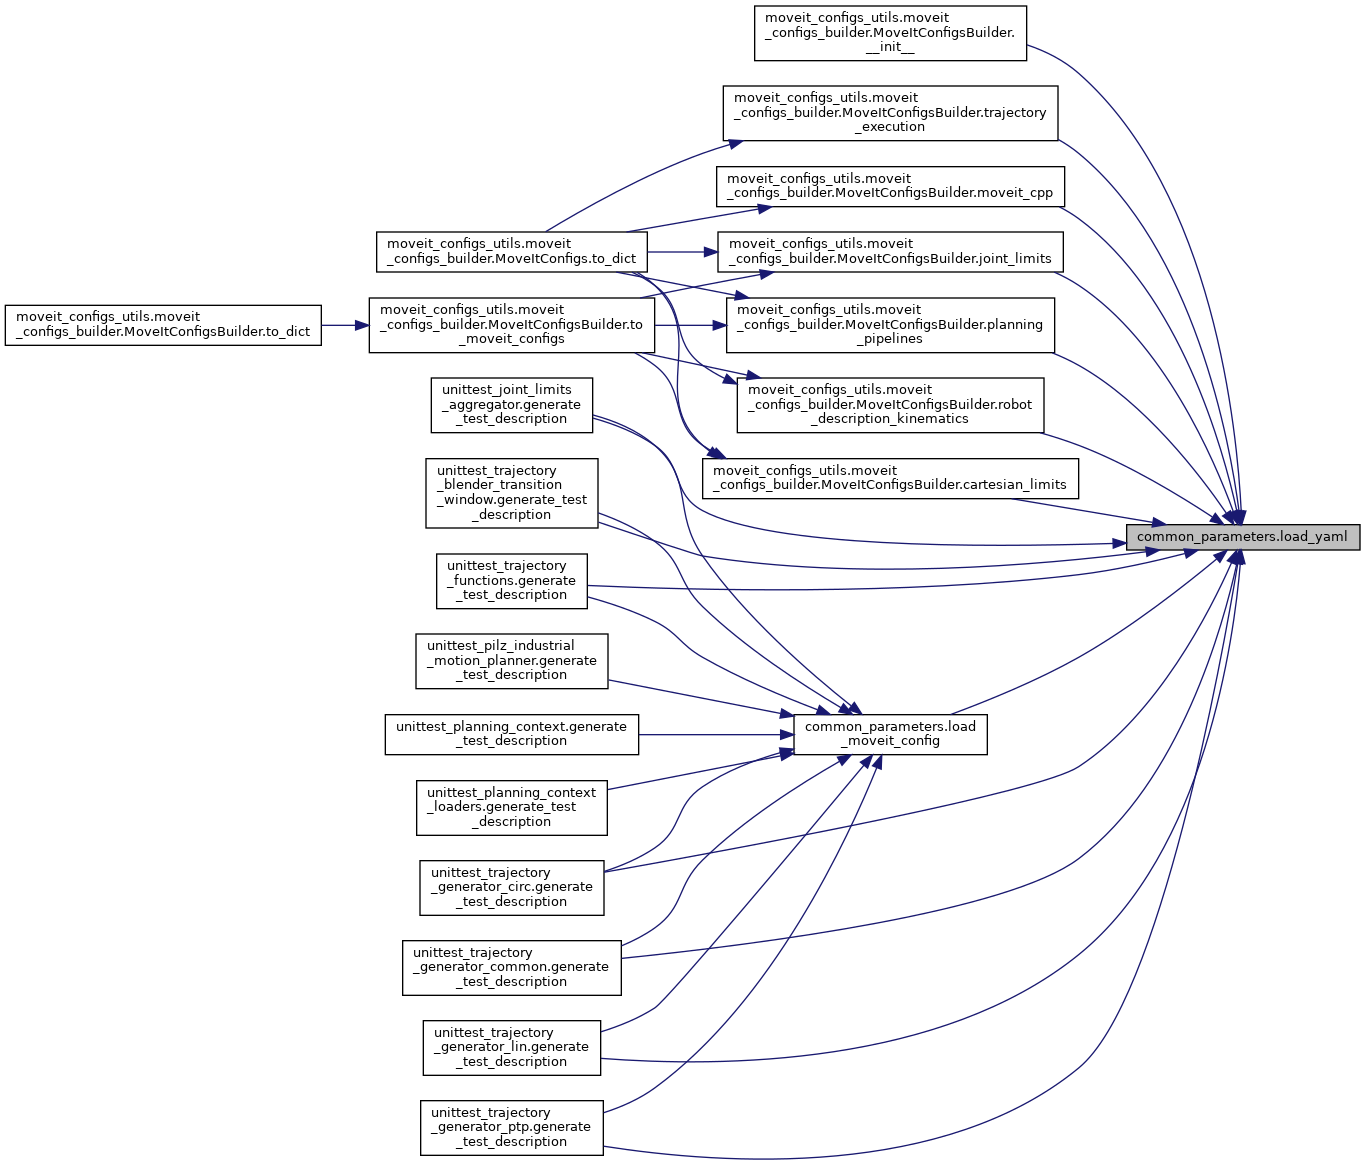 moveit_configs_utils.moveit
_configs_builder.MoveItConfigsBuilder.
__init__
moveit_configs_utils.moveit
_configs_builder.MoveItConfigsBuilder.trajectory
_execution
moveit_configs_utils.moveit
_configs_builder.MoveItConfigsBuilder.moveit_cpp
moveit_configs_utils.moveit
_configs_builder.MoveItConfigs.to_dict
moveit_configs_utils.moveit
_configs_builder.MoveItConfigsBuilder.joint_limits
moveit_configs_utils.moveit
_configs_builder.MoveItConfigsBuilder.to_dict
moveit_configs_utils.moveit
_configs_builder.MoveItConfigsBuilder.to
_moveit_configs
moveit_configs_utils.moveit
_configs_builder.MoveItConfigsBuilder.planning
_pipelines
unittest_joint_limits
_aggregator.generate
_test_description
moveit_configs_utils.moveit
_configs_builder.MoveItConfigsBuilder.robot
_description_kinematics
unittest_trajectory
_blender_transition
_window.generate_test
_description
moveit_configs_utils.moveit
_configs_builder.MoveItConfigsBuilder.cartesian_limits
common_parameters.load_yaml
unittest_trajectory
_functions.generate
_test_description
unittest_pilz_industrial
_motion_planner.generate
_test_description
unittest_planning_context.generate
_test_description
common_parameters.load
_moveit_config
unittest_planning_context
_loaders.generate_test
_description
unittest_trajectory
_generator_circ.generate
_test_description
unittest_trajectory
_generator_common.generate
_test_description
unittest_trajectory
_generator_lin.generate
_test_description
unittest_trajectory
_generator_ptp.generate
_test_description